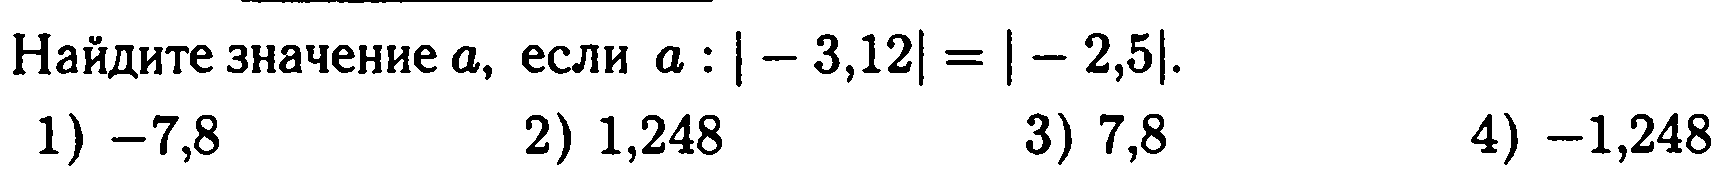 Найдите значение a, если a : | − 3,12| = | − 2,5|.
1) −7,8 2) 1,248 3) 7,8 4) −1,248